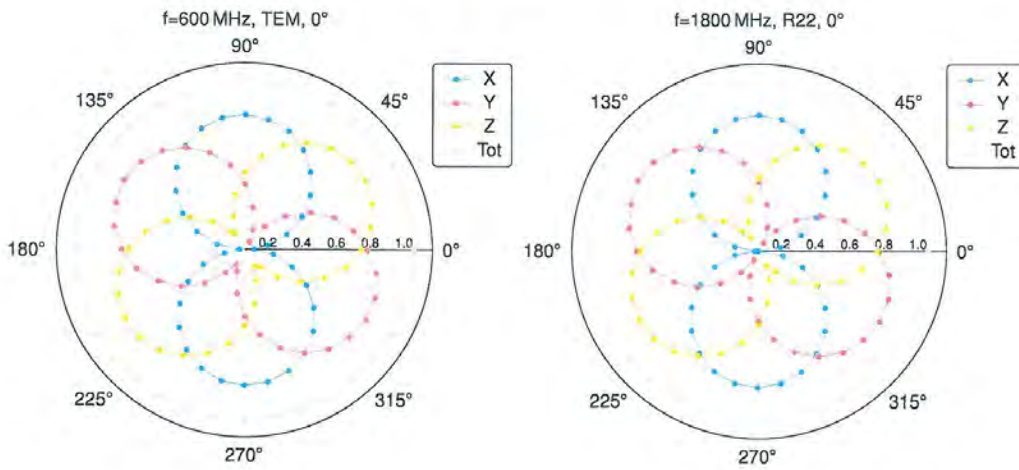 f=600 MHz, TEM, 0°
90°
135°
45°
180°
0.2 0.4 0.6 0.8 1.0
0°
225°
315°
270°
X
Y
Z
Tot
f=1800 MHz, R22, 0°
90°
135°
45°
180°
0.2 0.4 0.6 0.8 1.0
0°
225°
315°
270°
X
Y
Z
Tot